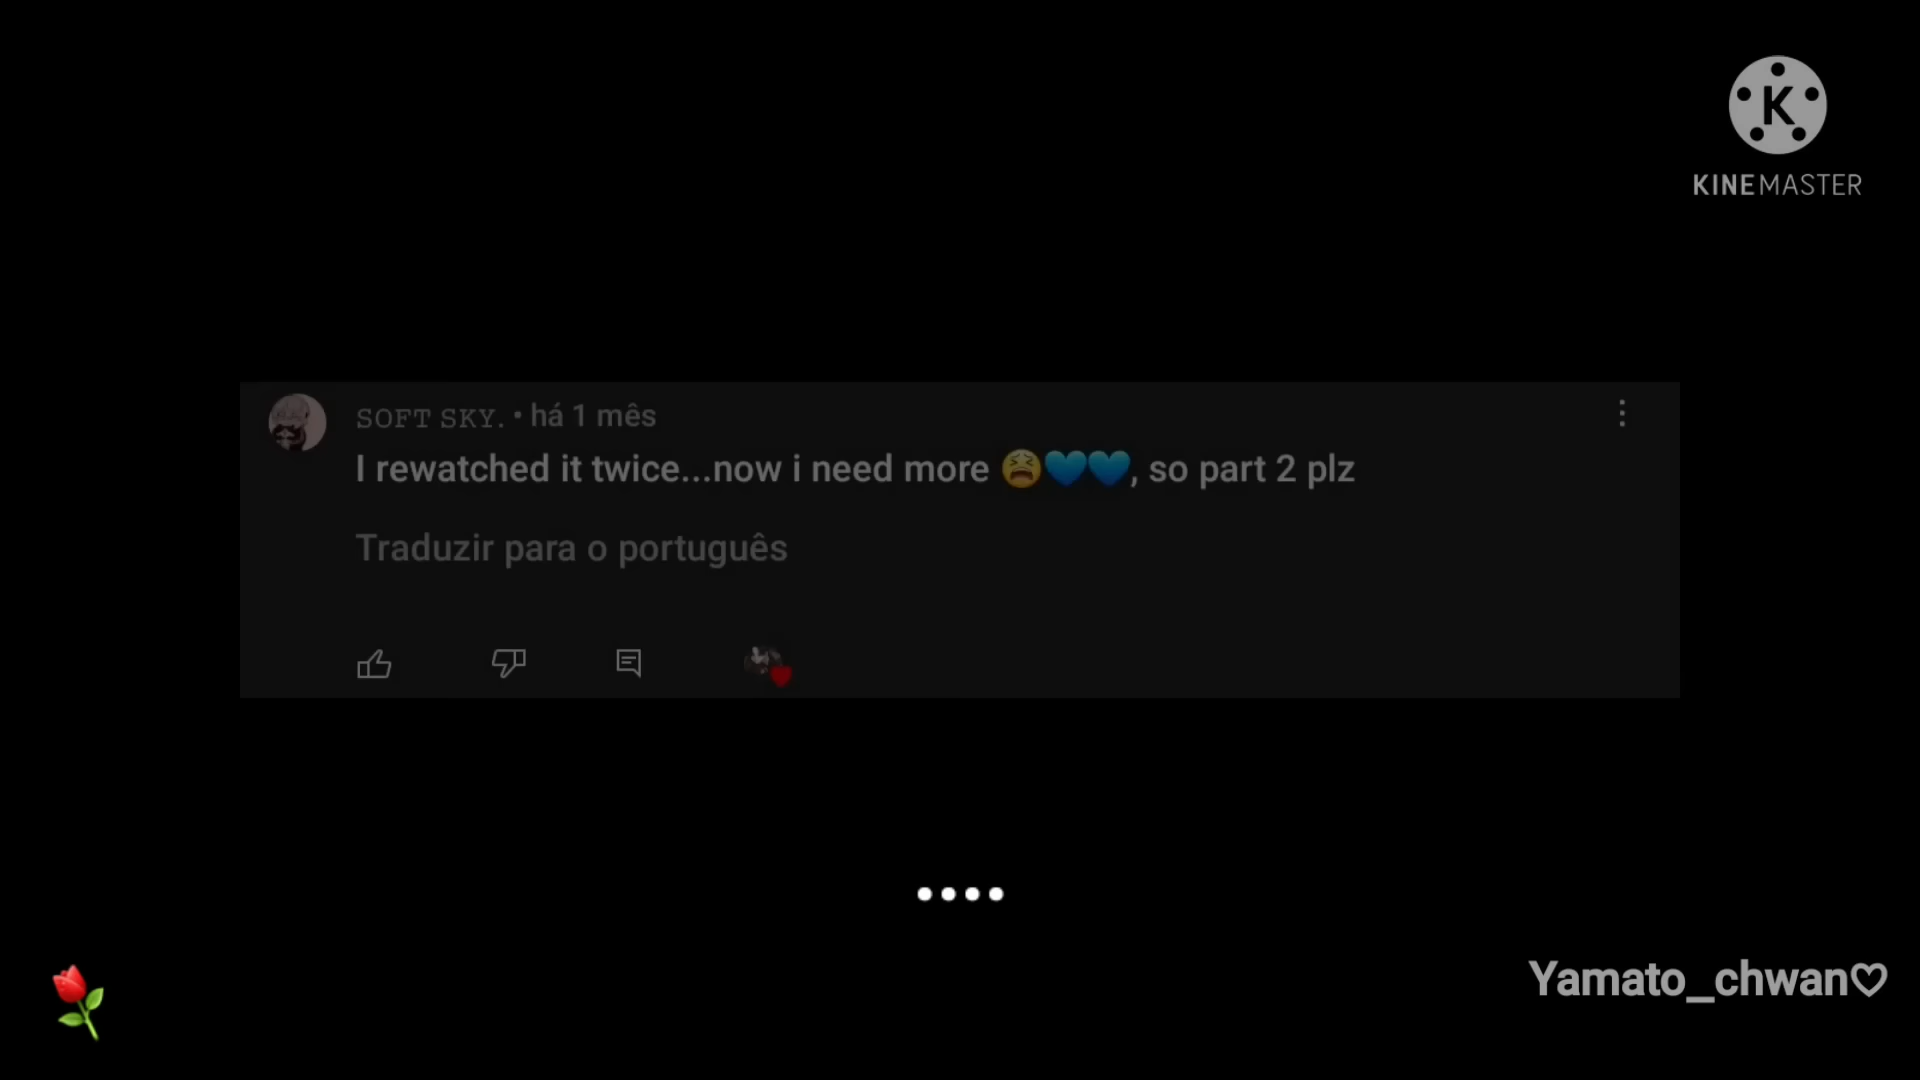 K
KINEMASTER
SOFT SKY. • há 1 mês
I rewatched it twice...now i need more 😫💙💙, so part 2 plz
Traduzir para o português
••••
Yamato_chwan♡